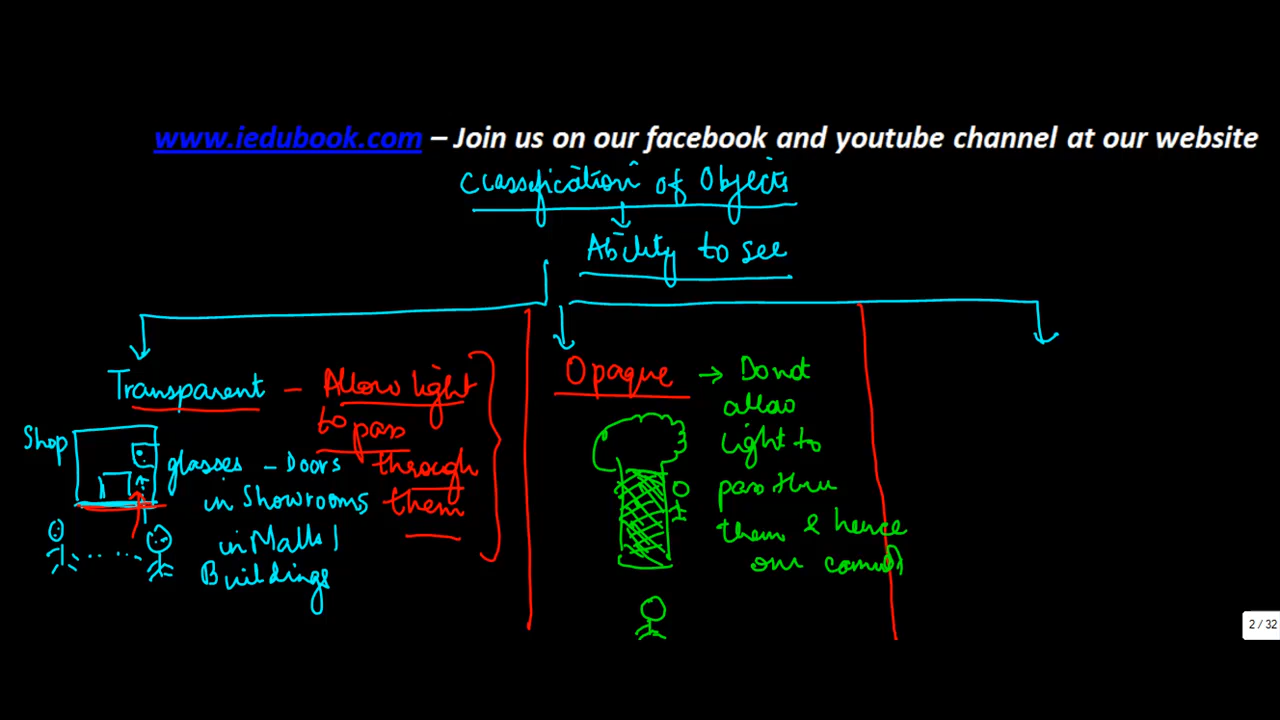 www.iedubook.com – Join us on our facebook and youtube channel at our website
Classification of Objects
Ability to see
Transparent – Allow light
to pass
through
them
Shop
glasses – Doors
in Showrooms
in Malls /
Buildings
Opaque → Do not
allow
light to
pass thru
them & hence
one
2 / 32